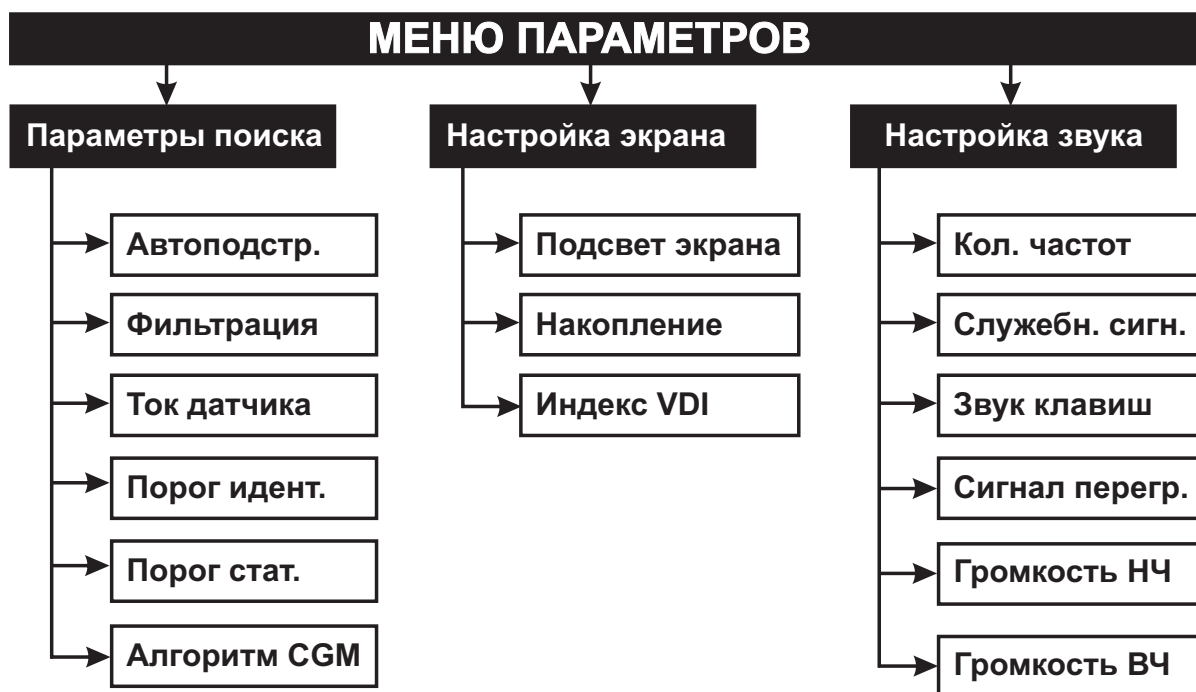 МЕНЮ ПАРАМЕТРОВ
Параметры поиска
Автоподстр.
Фильтрация
Ток датчика
Порог идент.
Порог стат.
Алгоритм CGM
Настройка экрана
Подсвет экрана
Накопление
Индекс VDI
Настройка звука
Кол. частот
Служебн. сигн.
Звук клавиш
Сигнал перегр.
Громкость НЧ
Громкость ВЧ